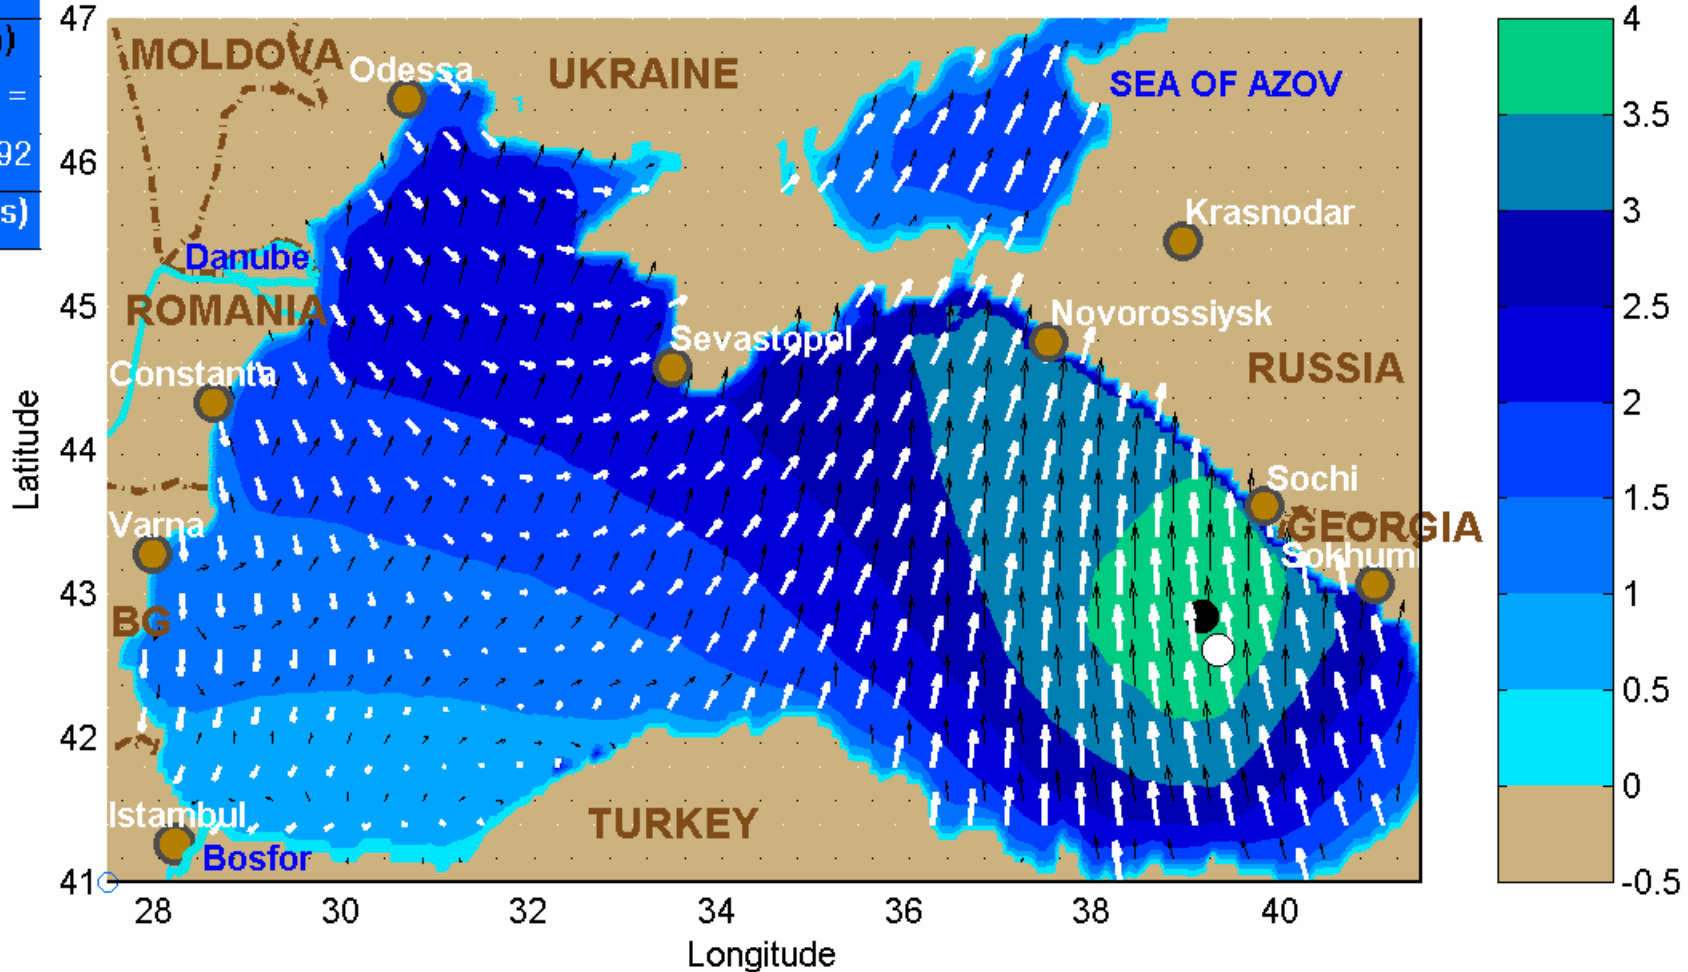 )
=
92
s)
47
46
45
44
43
42
41
Latitude
MOLDOVA
Odessa
UKRAINE
SEA OF AZOV
Krasnodar
Danube
ROMANIA
Novorossiysk
Sevastopol
RUSSIA
Constanta
Sochi
Varna
GEORGIA
Sokhumi
BG
Istambul
TURKEY
Bosfor
28 30 32 34 36 38 40
Longitude
4
3.5
3
2.5
2
1.5
1
0.5
0
-0.5